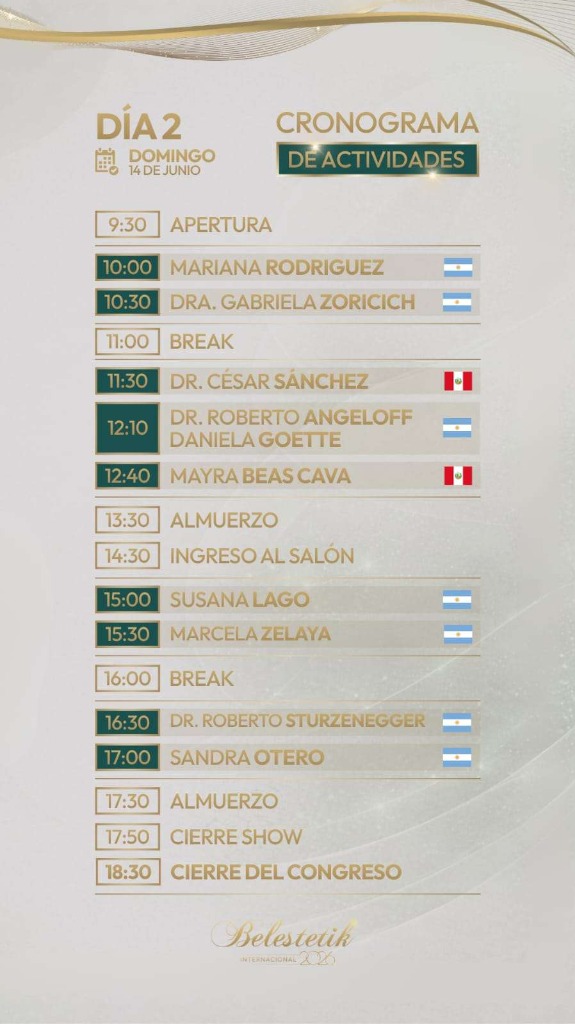 DÍA 2
DOMINGO
14 DE JUNIO
CRONOGRAMA
DE ACTIVIDADES
9:30 APERTURA
10:00 MARIANA RODRIGUEZ
10:30 DRA. GABRIELA ZORICICH
11:00 BREAK
11:30 DR. CÉSAR SÁNCHEZ
12:10 DR. ROBERTO ANGELOFF
DANIELA GOETTE
12:40 MAYRA BEAS CAVA
13:30 ALMUERZO
14:30 INGRESO AL SALÓN
15:00 SUSANA LAGO
15:30 MARCELA ZELAYA
16:00 BREAK
16:30 DR. ROBERTO STURZENEGGER
17:00 SANDRA OTERO
17:30 ALMUERZO
17:50 CIERRE SHOW
18:30 CIERRE DEL CONGRESO
Belestetik
INTERNACIONAL 2026